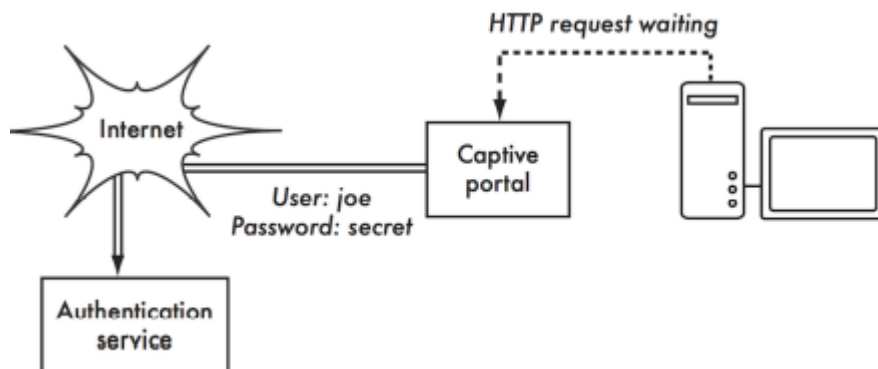 HTTP request waiting
Internet
Captive
portal
User: joe
Password: secret
Authentication
service